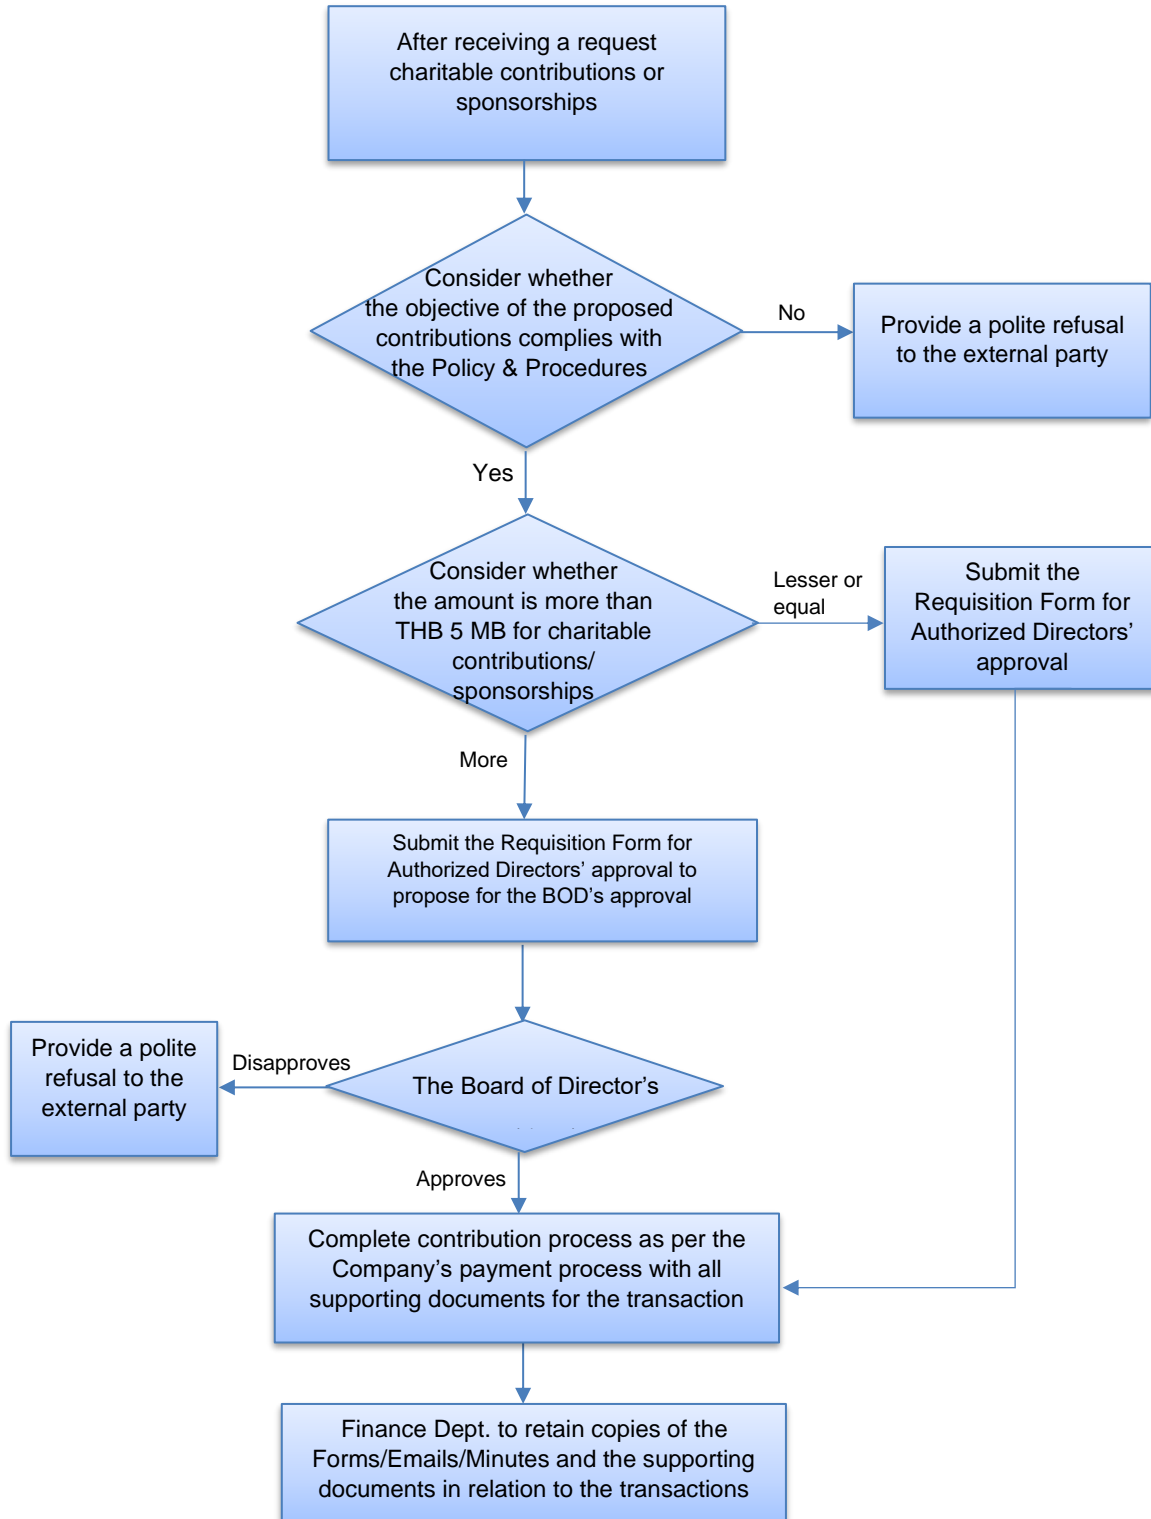 After receiving a request
charitable contributions or
sponsorships
Consider whether
the objective of the proposed
contributions complies with
the Policy & Procedures
No
Provide a polite refusal
to the external party
Yes
Consider whether
the amount is more than
THB 5 MB for charitable
contributions/
sponsorships
Lesser or
equal
Submit the
Requisition Form for
Authorized Directors’
approval
More
Submit the Requisition Form for
Authorized Directors’ approval to
propose for the BOD’s approval
Provide a polite
refusal to the
external party
Disapproves
The Board of Director’s
Approves
Complete contribution process as per the
Company’s payment process with all
supporting documents for the transaction
Finance Dept. to retain copies of the
Forms/Emails/Minutes and the supporting
documents in relation to the transactions